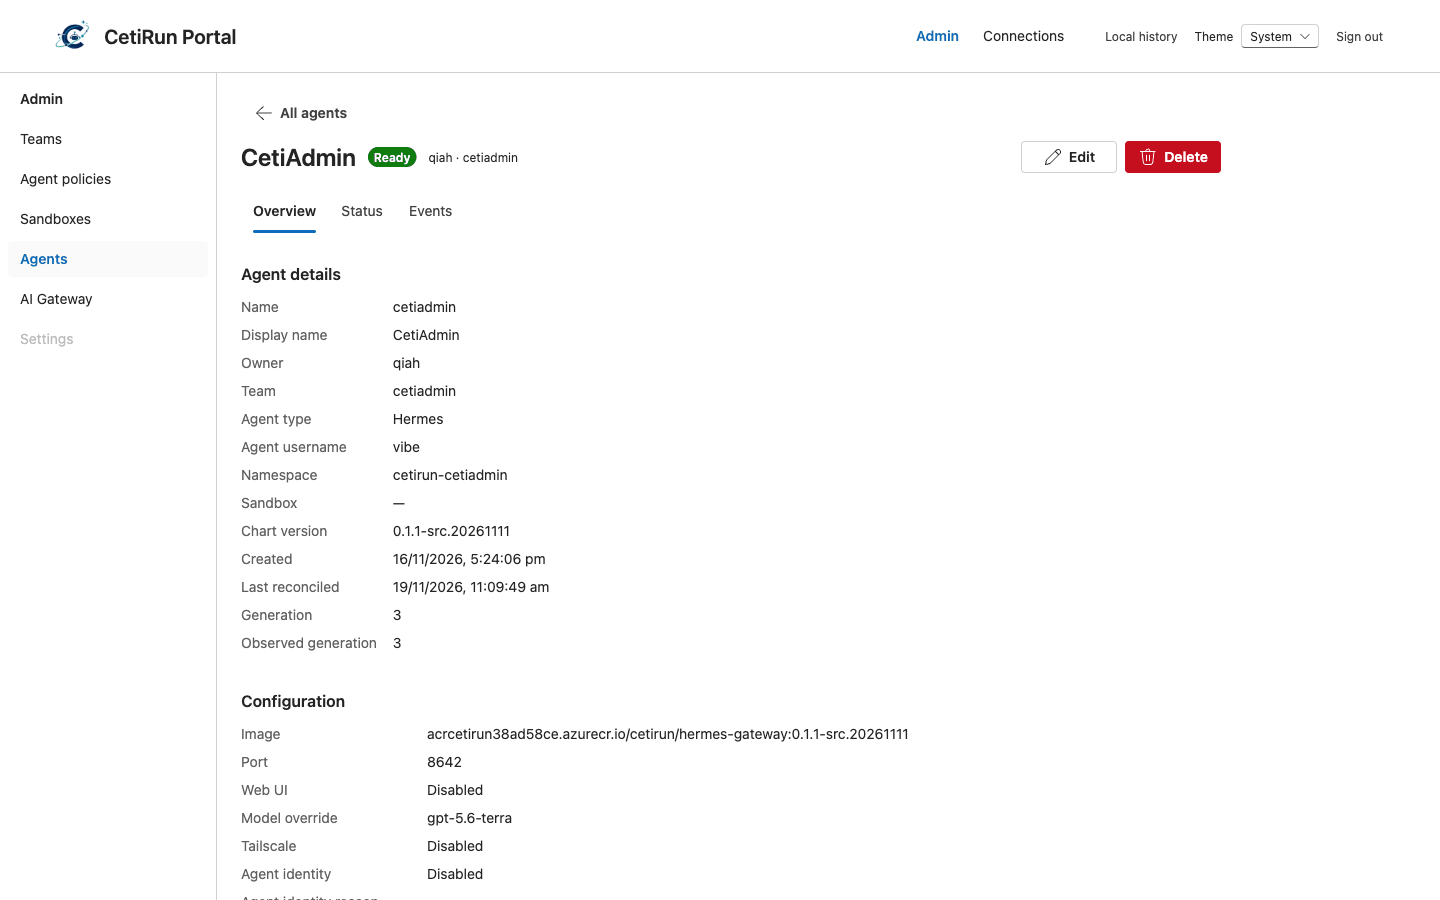 CetiRun Portal
Admin
Connections
Local history
Theme
System
Sign out
Admin
Teams
Agent policies
Sandboxes
Agents
AI Gateway
Settings
All agents
CetiAdmin Ready qiah · cetiadmin
Edit
Delete
Overview
Status
Events
Agent details
Name cetiadmin
Display name CetiAdmin
Owner qiah
Team cetiadmin
Agent type Hermes
Agent username vibe
Namespace cetirun-cetiadmin
Sandbox —
Chart version 0.1.1-src.20261111
Created 16/11/2026, 5:24:06 pm
Last reconciled 19/11/2026, 11:09:49 am
Generation 3
Observed generation 3
Configuration
Image acrcetirun38ad58ce.azurecr.io/cetirun/hermes-gateway:0.1.1-src.20261111
Port 8642
Web UI Disabled
Model override gpt-5.6-terra
Tailscale Disabled
Agent identity Disabled
Agent identity reason